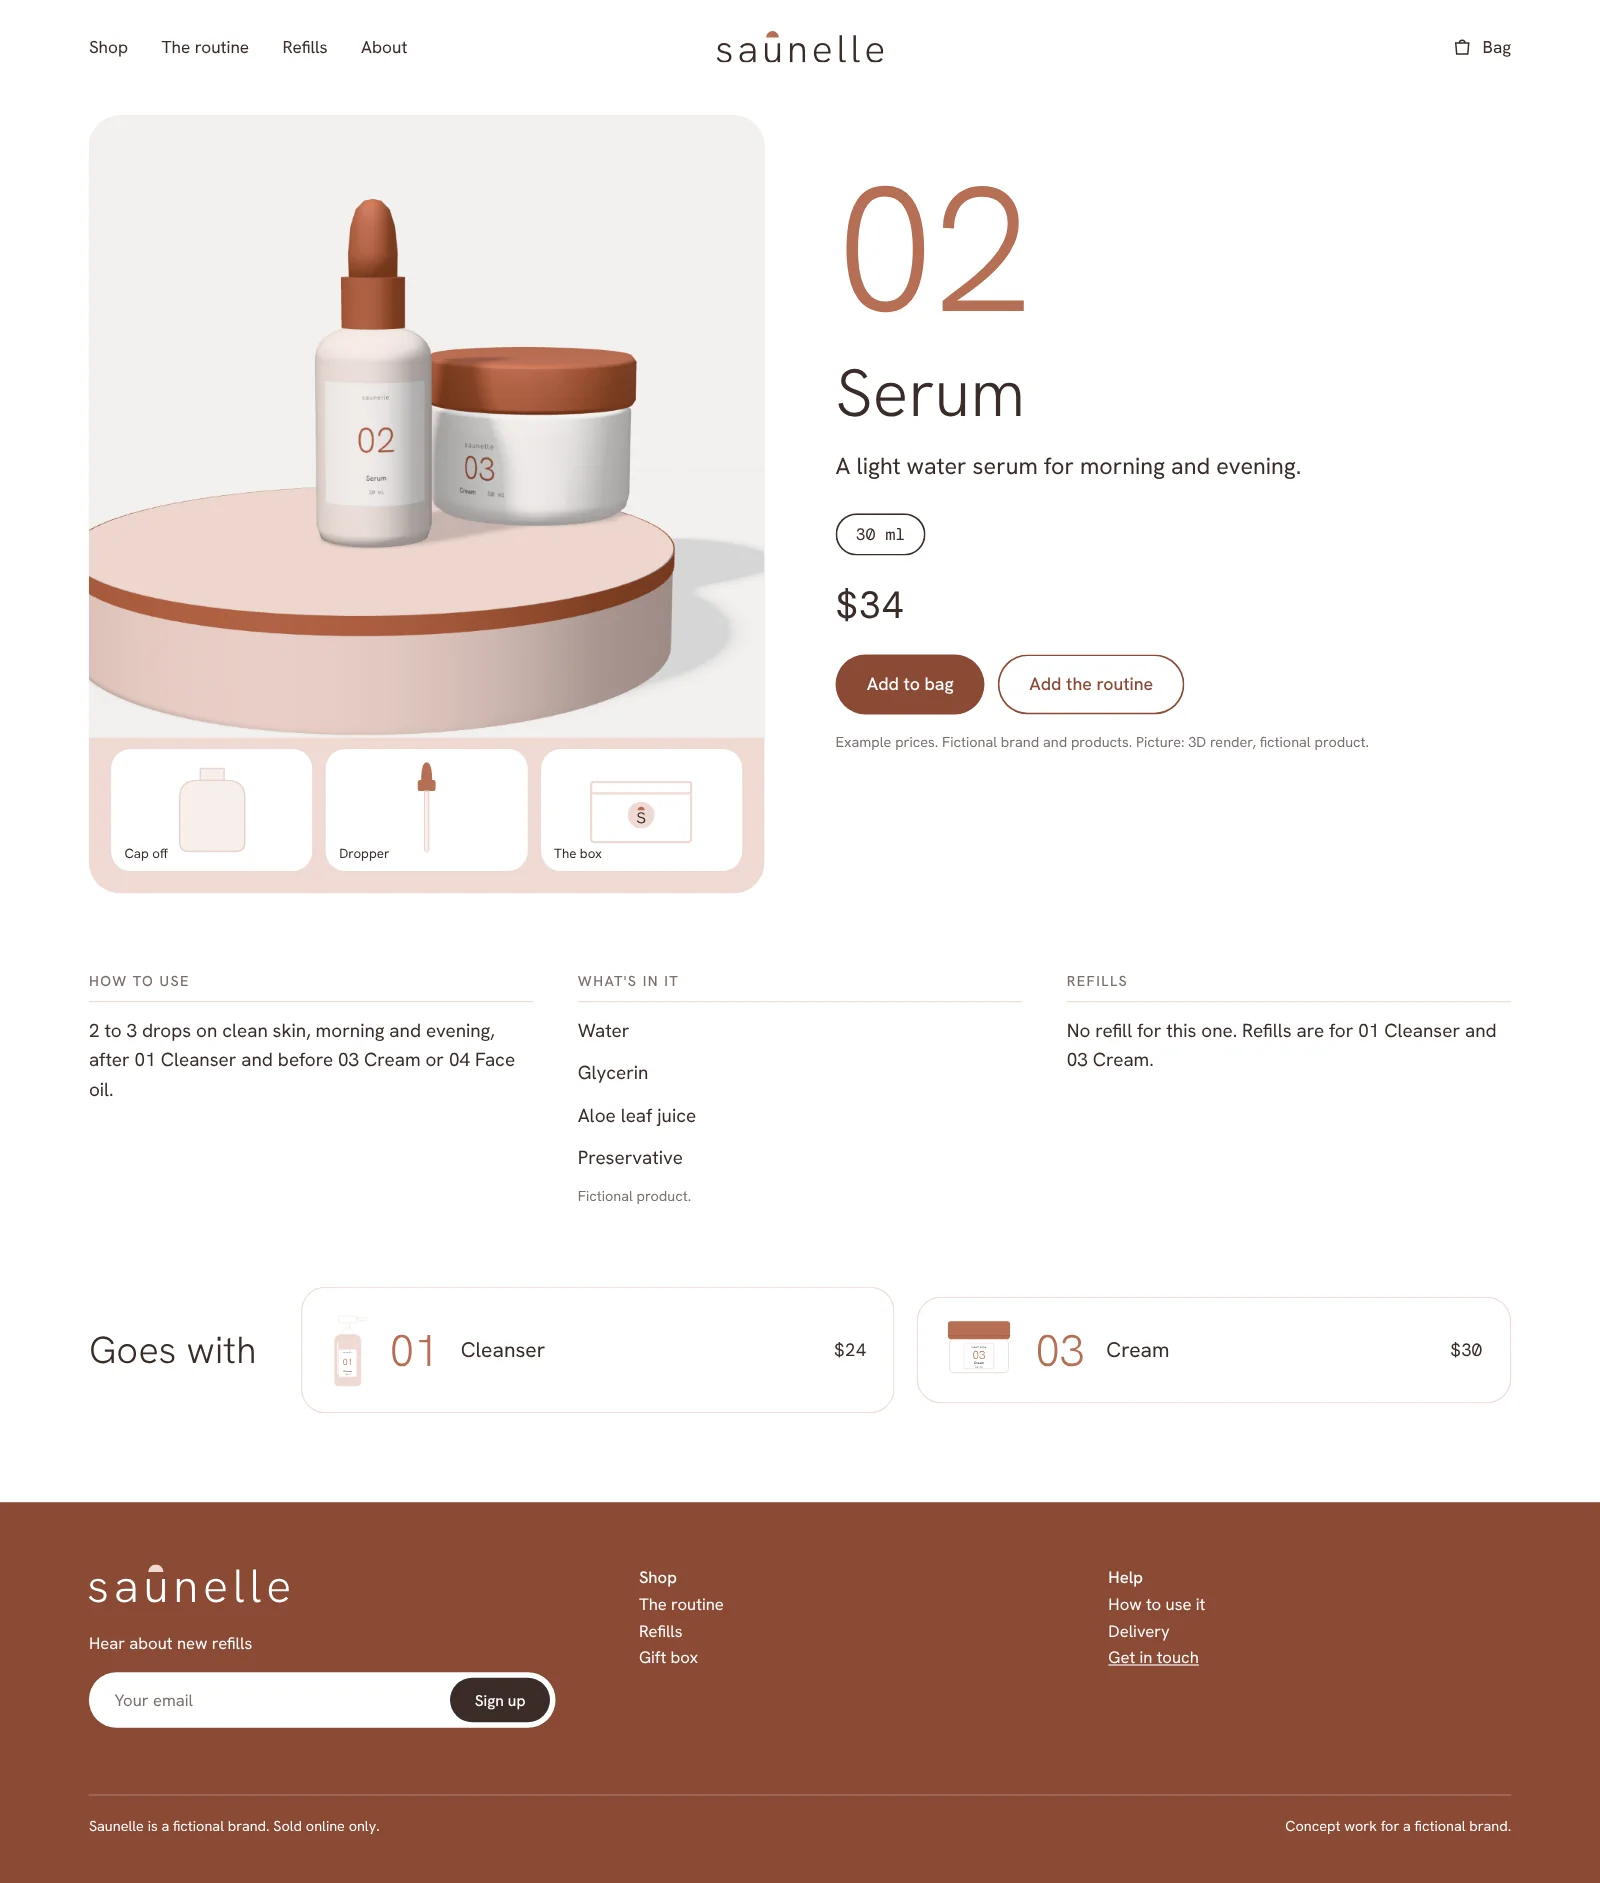 Shop The routine Refills About saunelle Bag
02
Serum
A light water serum for morning and evening.
30 ml
$34
Add to bag Add the routine
Example prices. Fictional brand and products. Picture: 3D render, fictional product.
saunelle
02
Serum
30 ml
saunelle
03
Cream 50 ml
Cap off
Dropper
S
The box
HOW TO USE
2 to 3 drops on clean skin, morning and evening,
after 01 Cleanser and before 03 Cream or 04 Face
oil.
WHAT'S IN IT
Water
Glycerin
Aloe leaf juice
Preservative
Fictional product.
REFILLS
No refill for this one. Refills are for 01 Cleanser and
03 Cream.
Goes with
01
01 Cleanser $24
03
Cream
03 Cream $30
saunelle
Hear about new refills
Your email Sign up
Shop
The routine
Refills
Gift box
Help
How to use it
Delivery
Get in touch
Saunelle is a fictional brand. Sold online only.
Concept work for a fictional brand.